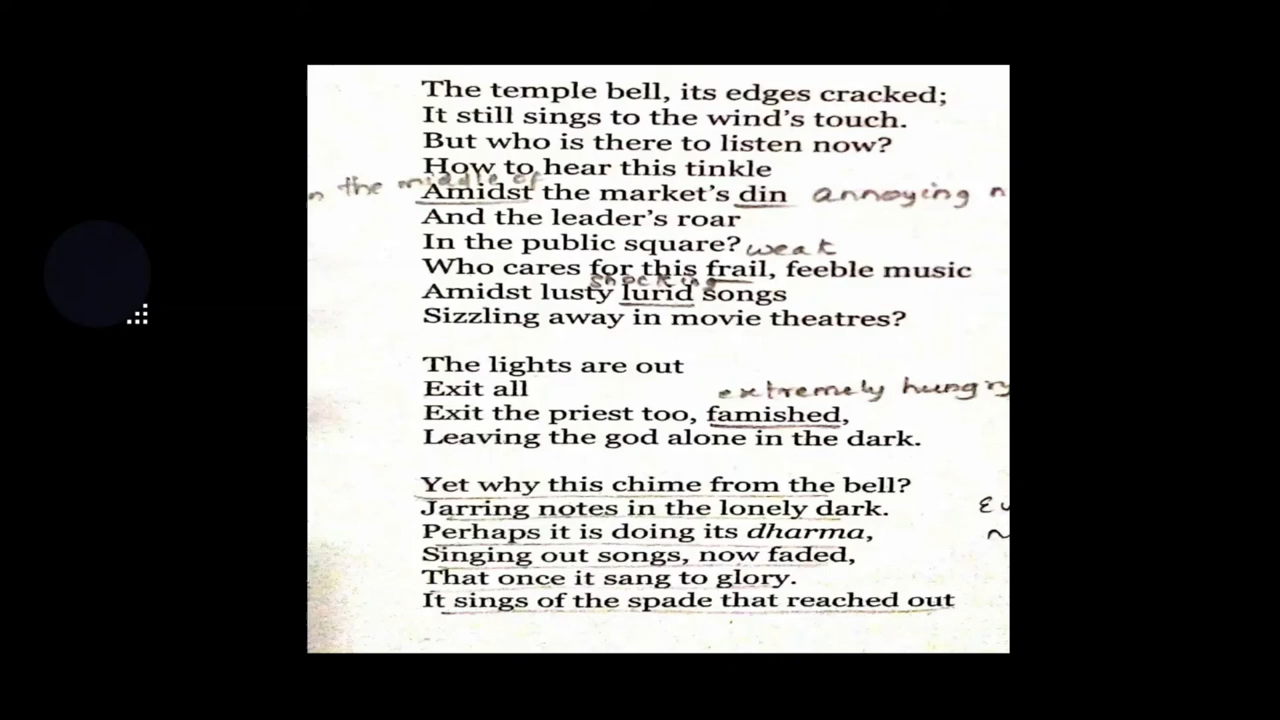 The temple bell, its edges cracked;
It still sings to the wind's touch.
But who is there to listen now?
How to hear this tinkle
n the middle of
Amidst the market's din annoying n
And the leader's roar
In the public square? weak
Who cares for this frail, feeble music
shocking
Amidst lusty lurid songs
Sizzling away in movie theatres?
The lights are out
Exit all
extremely hungry
Exit the priest too, famished,
Leaving the god alone in the dark.
Yet why this chime from the bell?
Jarring notes in the lonely dark.
Perhaps it is doing its dharma,
Singing out songs, now faded,
That once it sang to glory.
It sings of the spade that reached out